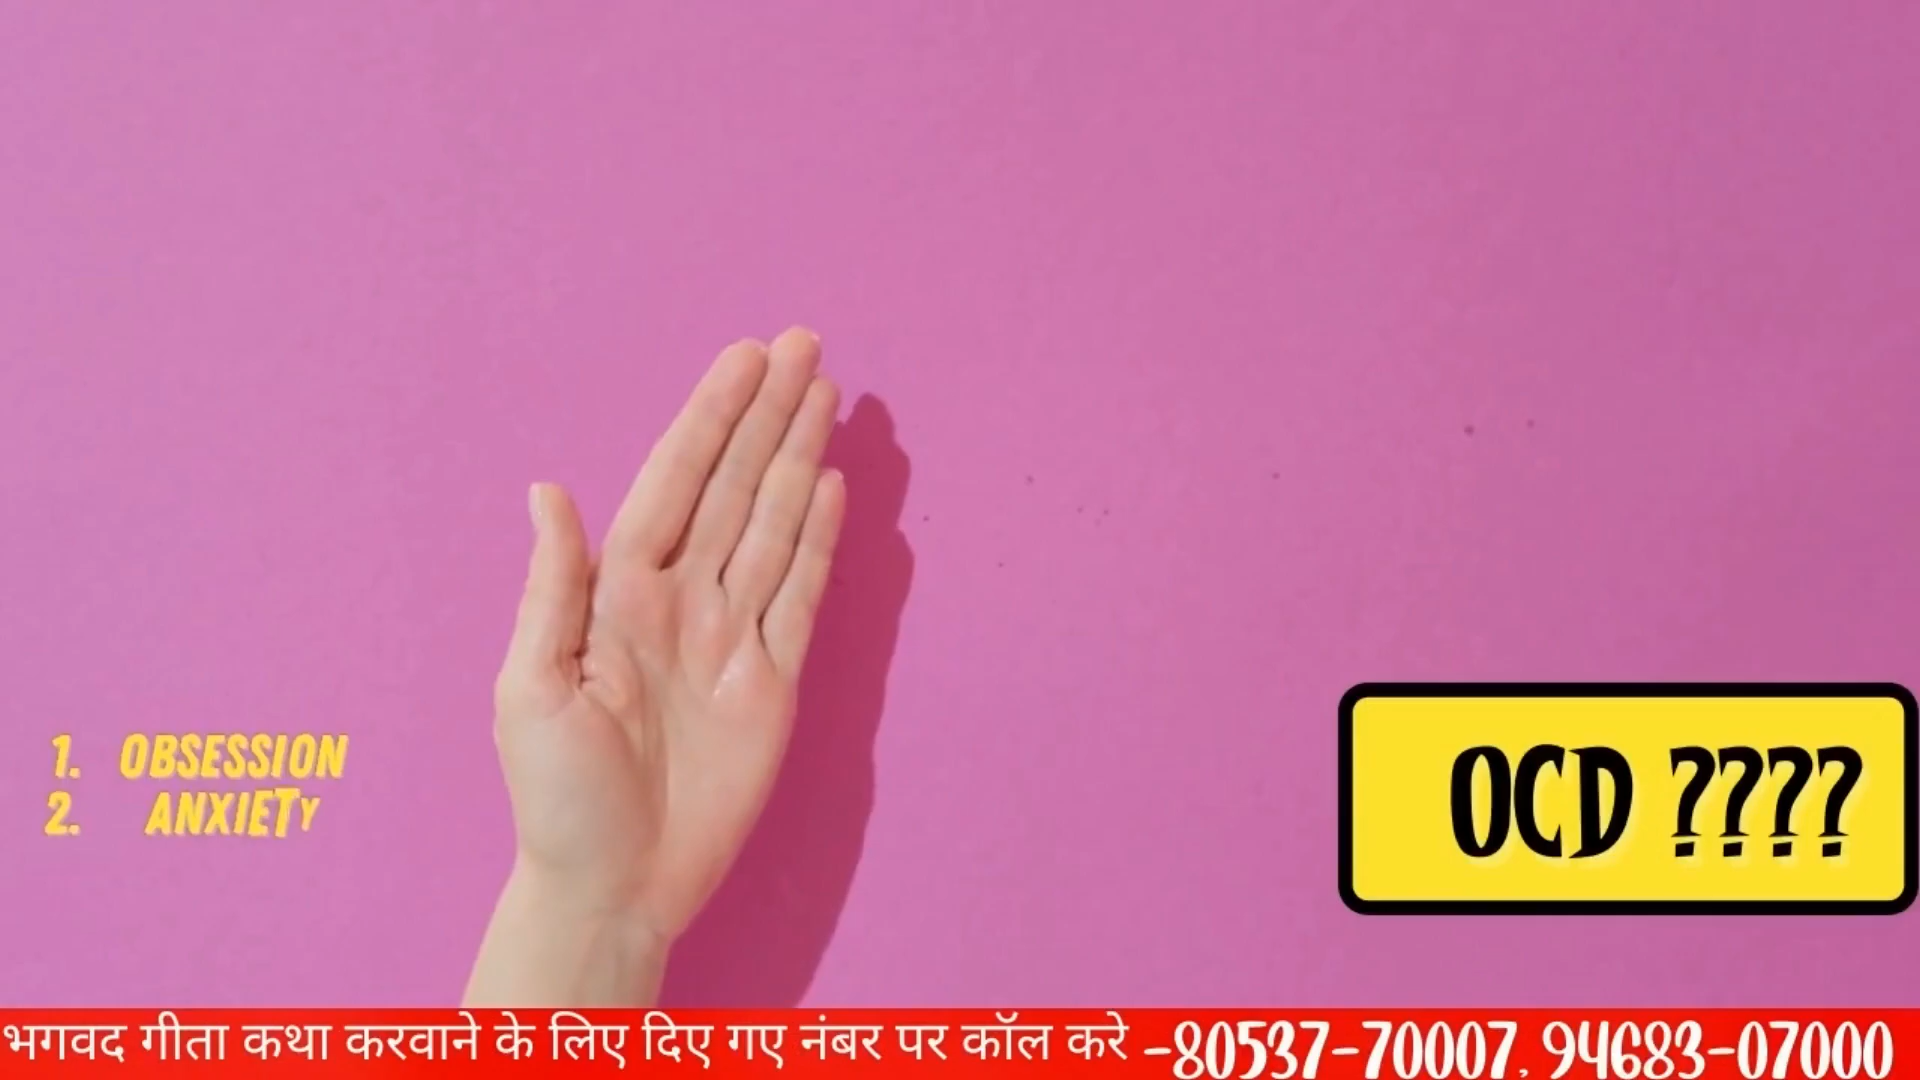 1. OBSESSION
2. ANXIETY
OCD ????
भगवद गीता कथा करवाने के लिए दिए गए नंबर पर कॉल करे -80537-70007, 94683-07000